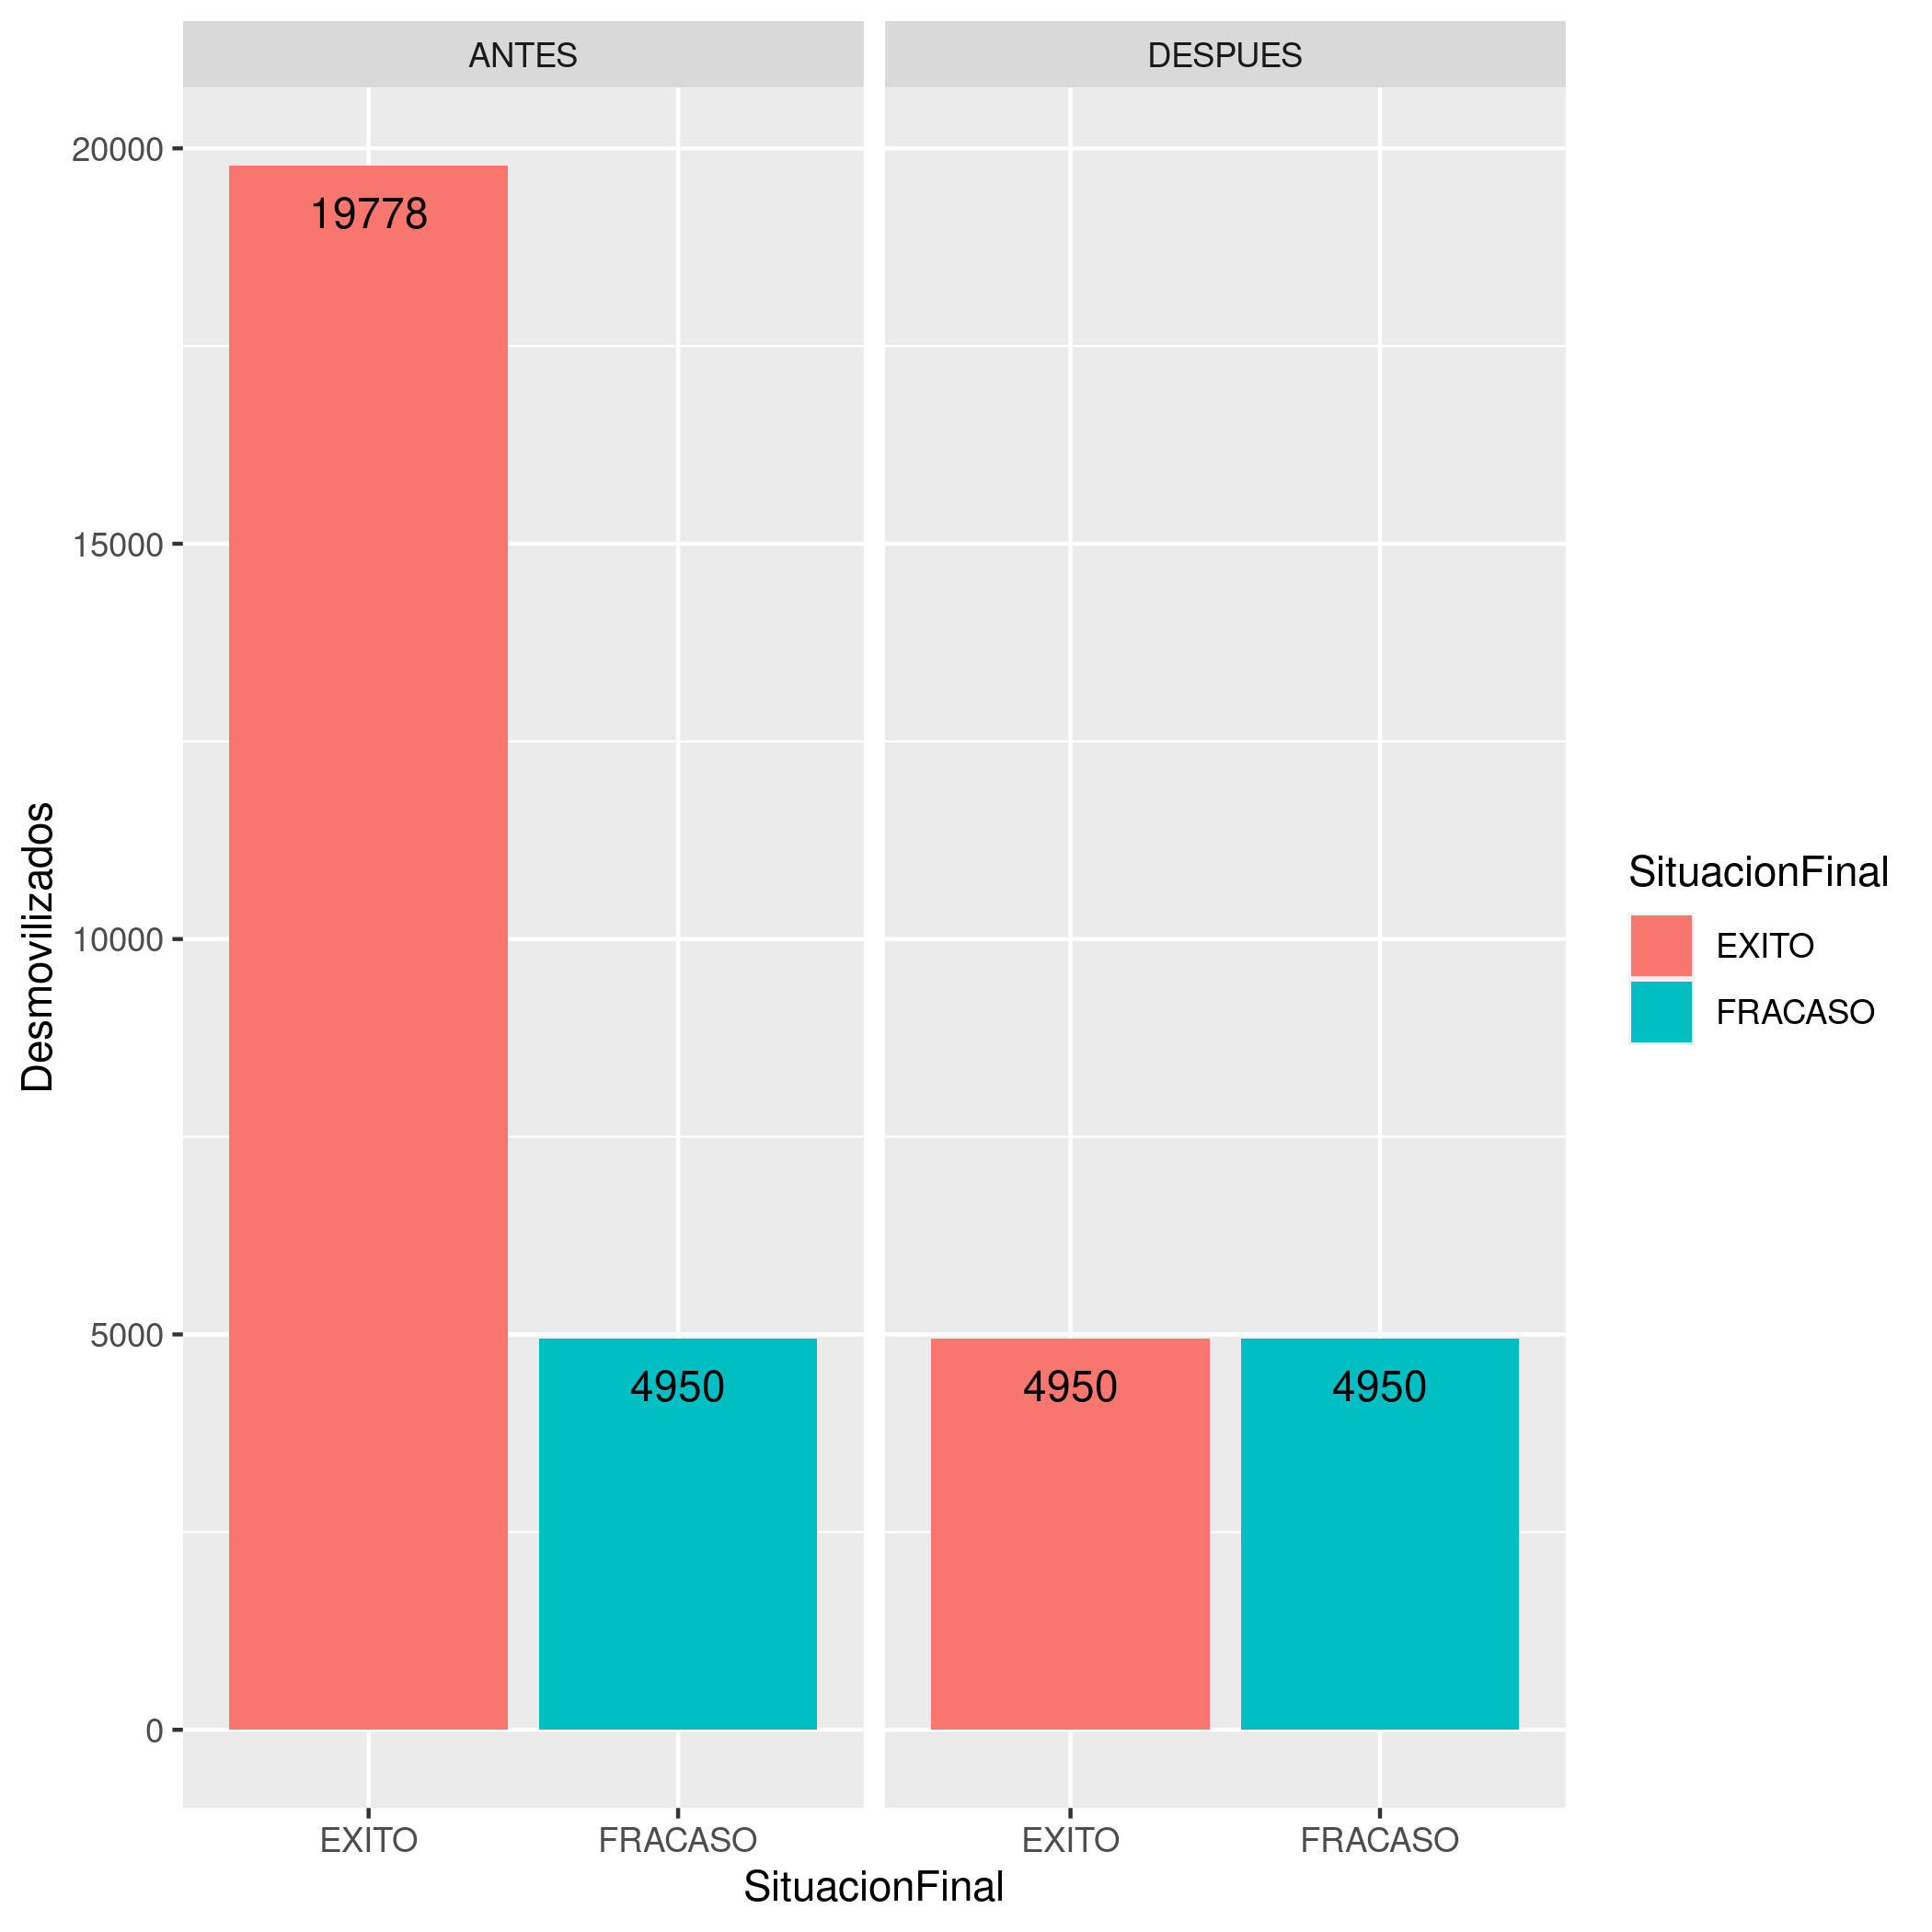 ANTES
DESPUES
20000
15000
10000
5000
0
Desmovilizados
19778
4950
4950
4950
EXITO
FRACASO
EXITO
FRACASO
SituacionFinal
SituacionFinal
EXITO
FRACASO